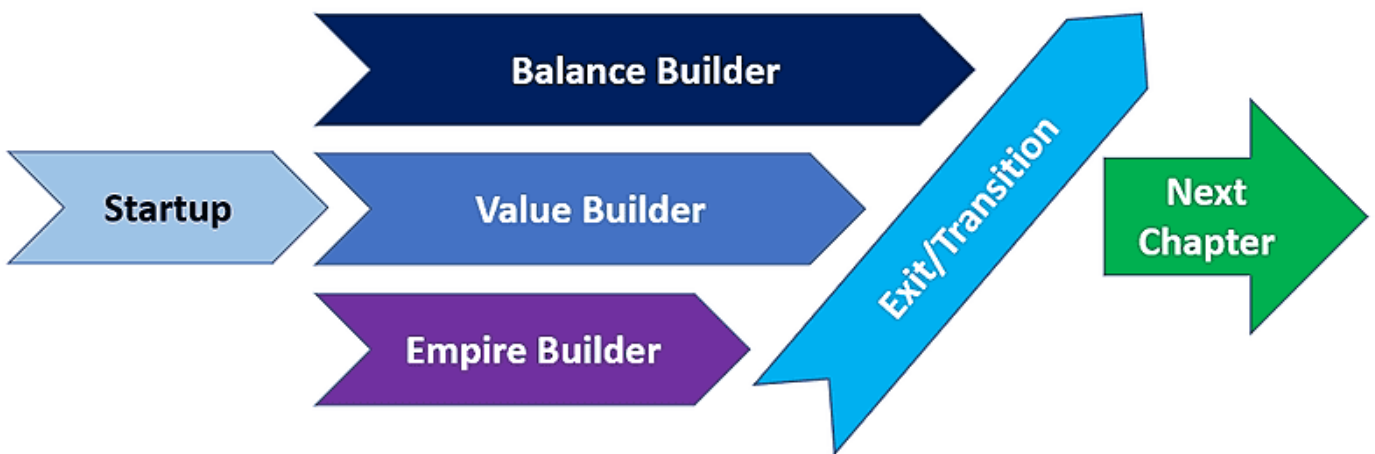 Balance Builder
Startup
Value Builder
Empire Builder
Exit/Transition
Next
Chapter